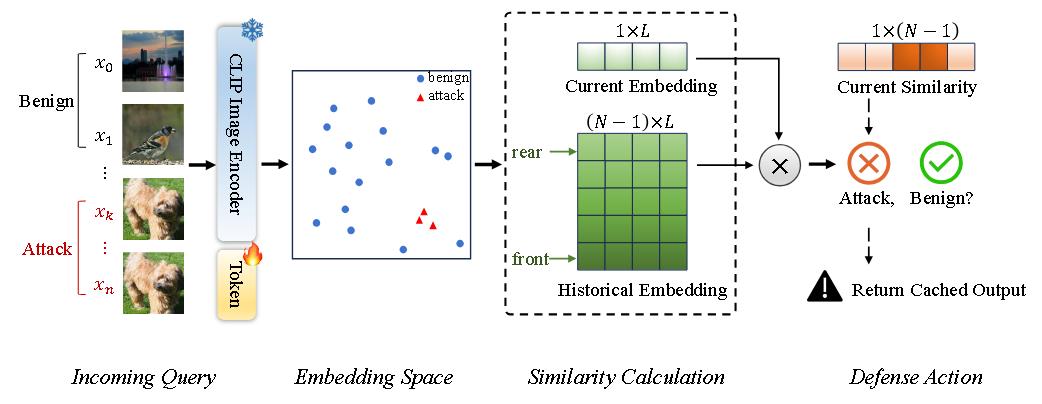 Benign
x0
x1
⋮
Attack
xk
⋮
xn
CLIP Image Encoder
Token
benign
attack
1×L
Current Embedding
(N − 1)×L
rear
front
Historical Embedding
×
1×(N − 1)
Current Similarity
Attack, Benign?
Return Cached Output
Incoming Query
Embedding Space
Similarity Calculation
Defense Action